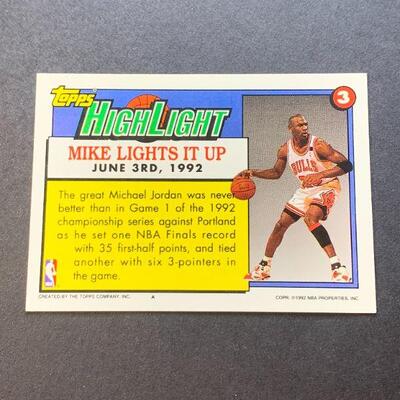 TOPPS
HIGHLIGHT
3
MIKE LIGHTS IT UP
JUNE 3RD, 1992
The great Michael Jordan was never
better than in Game 1 of the 1992
championship series against Portland
as he set one NBA Finals record
with 35 first-half points, and tied
another with six 3-pointers in
the game.
BULLS
NBA
CREATED BY THE TOPPS COMPANY, INC.
A
COPR. ©1992 NBA PROPERTIES, INC.